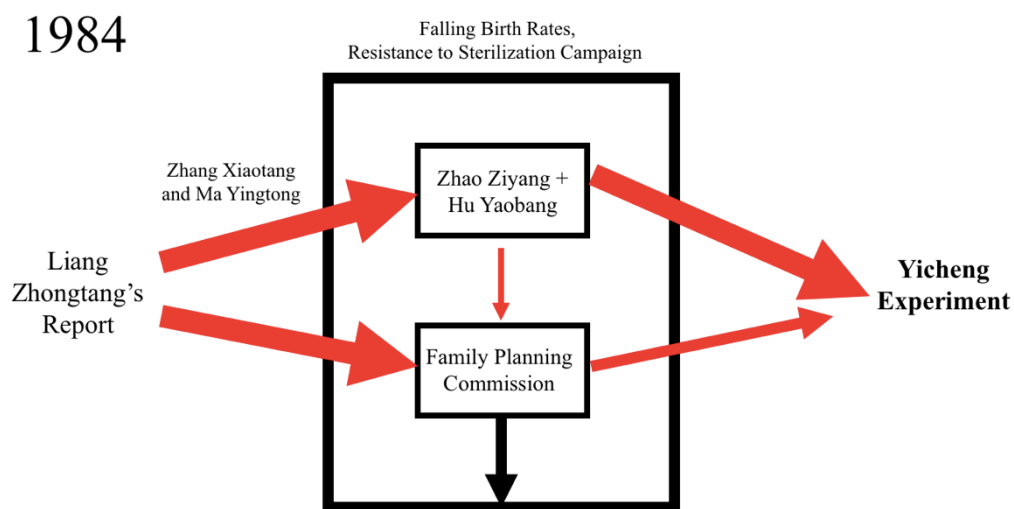 1984
Falling Birth Rates,
Resistance to Sterilization Campaign
Zhang Xiaotang
and Ma Yingtong
Zhao Ziyang +
Hu Yaobang
Liang
Zhongtang’s
Report
Yicheng
Experiment
Family Planning
Commission